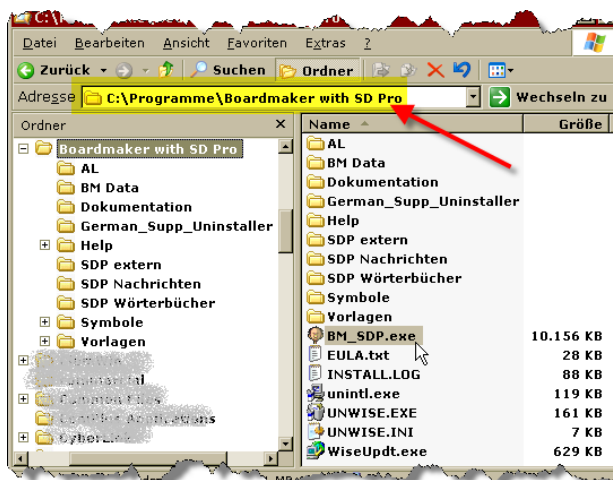 Datei Bearbeiten Ansicht Favoriten Extras ?
Zurück Suchen Ordner
Adresse C:\Programme\Boardmaker with SD Pro Wechseln zu
Ordner
Boardmaker with SD Pro
AL
BM Data
Dokumentation
German_Supp_Uninstaller
Help
SDP extern
SDP Nachrichten
SDP Wörterbücher
Symbole
Vorlagen
Name Größe
AL
BM Data
Dokumentation
German_Supp_Uninstaller
Help
SDP extern
SDP Nachrichten
SDP Wörterbücher
Symbole
Vorlagen
BM_SDP.exe 10.156 KB
EULA.txt 28 KB
INSTALL.LOG 88 KB
unintl.exe 119 KB
UNWISE.EXE 161 KB
UNWISE.INI 7 KB
WiseUpdt.exe 629 KB